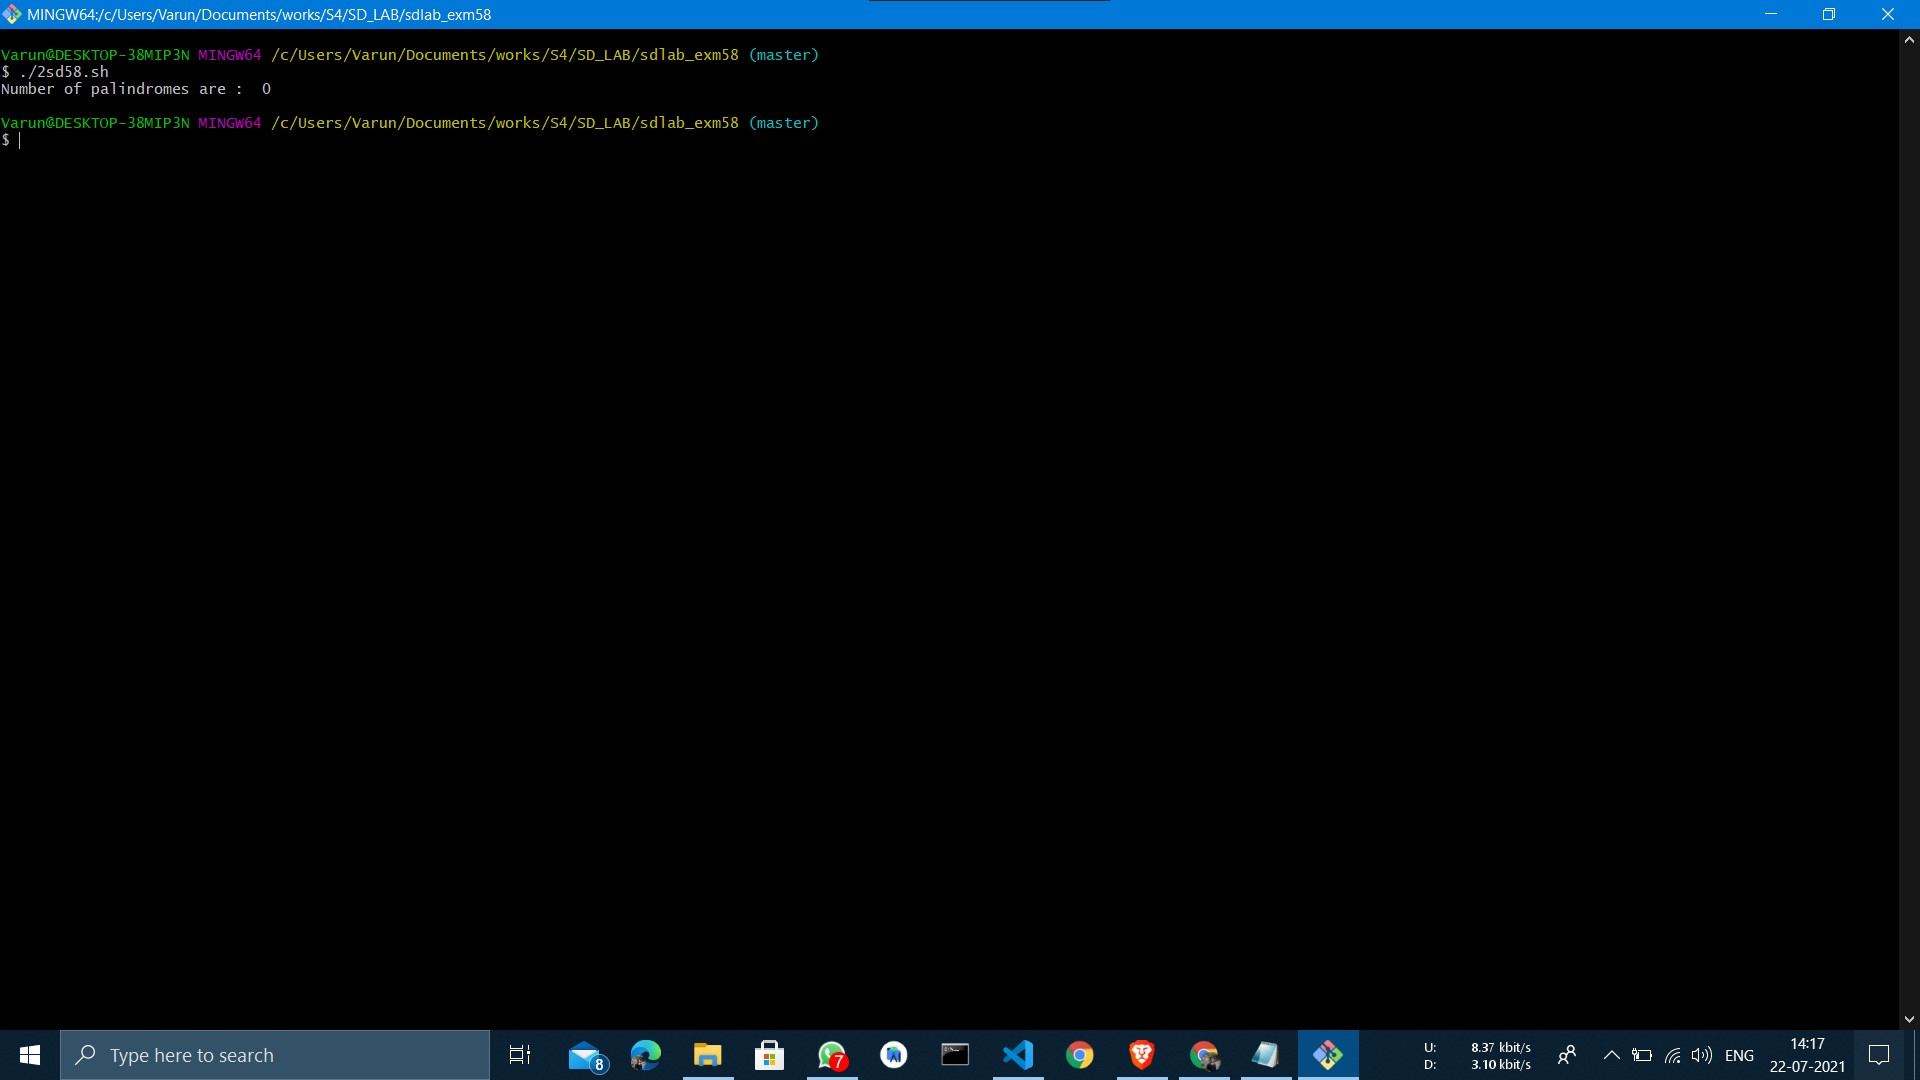 MINGW64:/c/Users/Varun/Documents/works/S4/SD_LAB/sdlab_exm58
Varun@DESKTOP-38MIP3N MINGW64 /c/Users/Varun/Documents/works/S4/SD_LAB/sdlab_exm58 (master)
$ ./2sd58.sh
Number of palindromes are :  0
Varun@DESKTOP-38MIP3N MINGW64 /c/Users/Varun/Documents/works/S4/SD_LAB/sdlab_exm58 (master)
$
Type here to search
8
7
U: 8.37 kbit/s
D: 3.10 kbit/s
ENG
14:17
22-07-2021